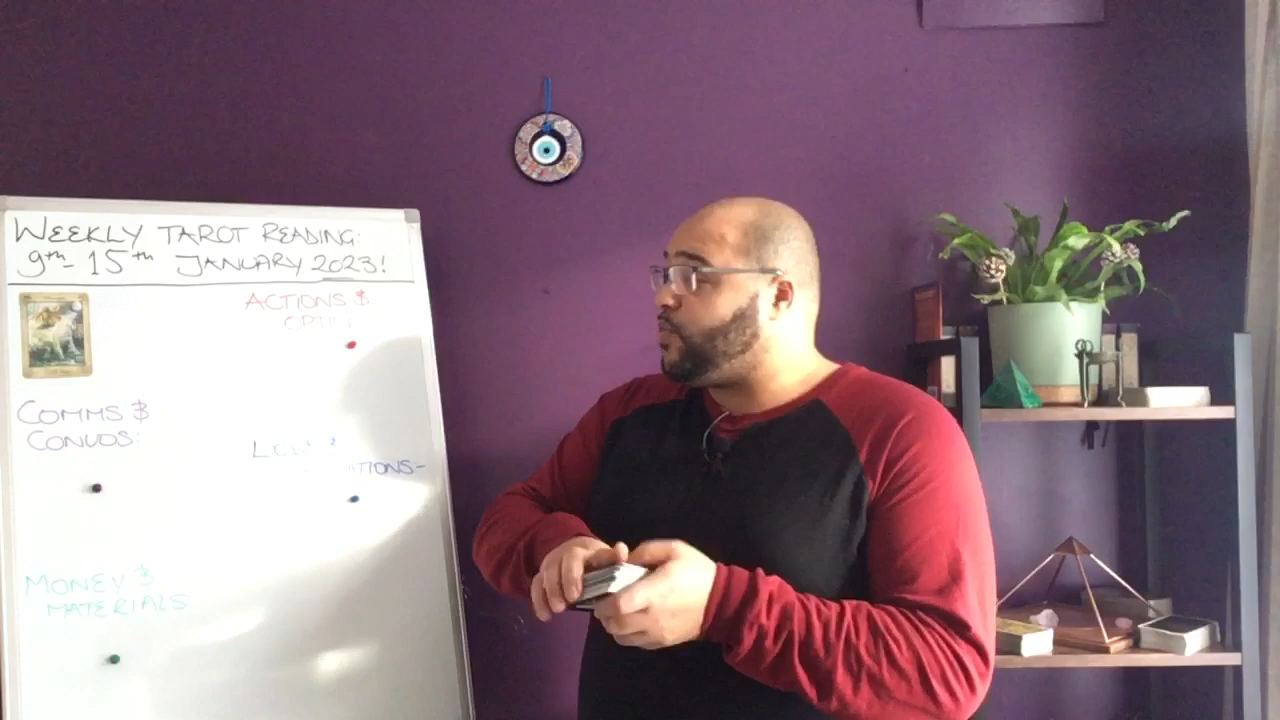 WEEKLY TAROT READING:
9th - 15th JANUARY 2023!
ACTIONS &
COMMS &
CONVOS:
MONEY &
MATERIALS